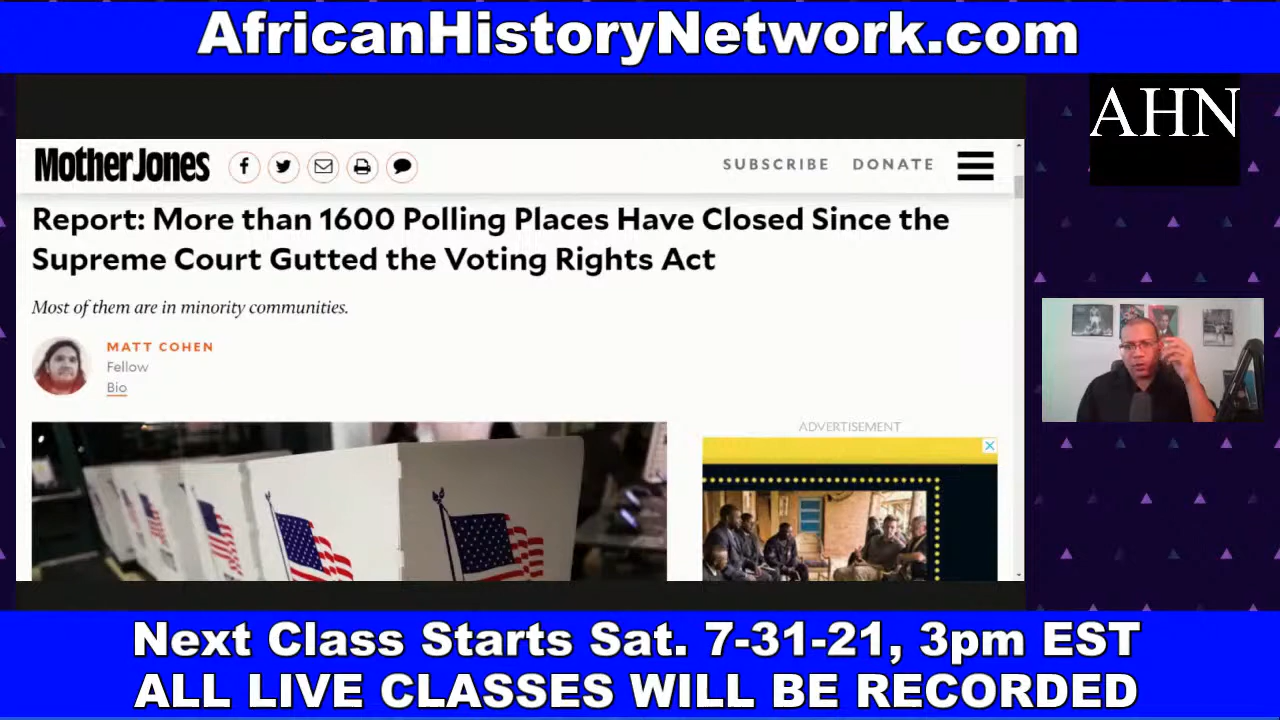 AfricanHistoryNetwork.com
AHN
Mother Jones
SUBSCRIBE DONATE
Report: More than 1600 Polling Places Have Closed Since the
Supreme Court Gutted the Voting Rights Act
Most of them are in minority communities.
MATT COHEN
Fellow
Bio
ADVERTISEMENT
Next Class Starts Sat. 7-31-21, 3pm EST
ALL LIVE CLASSES WILL BE RECORDED